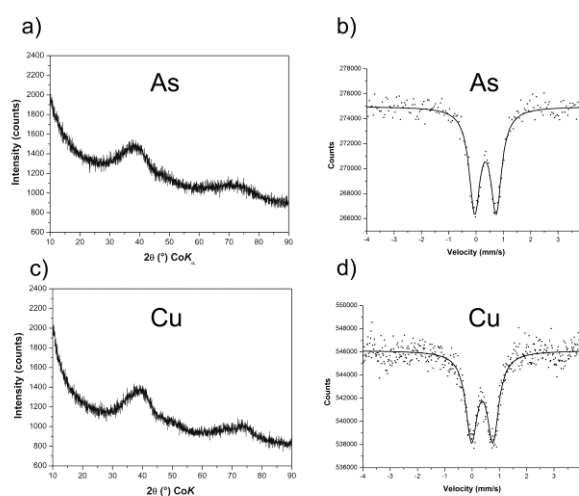 a)
As
2400
2200
2000
1800
1600
1400
1200
1000
800
600
10 20 30 40 50 60 70 80 90
Intensity (counts)
2θ (°) CoKα
b)
As
278000
276000
274000
272000
270000
268000
266000
-4 -3 -2 -1 0 1 2 3 4
Counts
Velocity (mm/s)
c)
Cu
2400
2200
2000
1800
1600
1400
1200
1000
800
600
10 20 30 40 50 60 70 80 90
Intensity (counts)
2θ (°) CoK
d)
Cu
550000
548000
546000
544000
542000
540000
538000
536000
-4 -3 -2 -1 0 1 2 3
Counts
Velocity (mm/s)